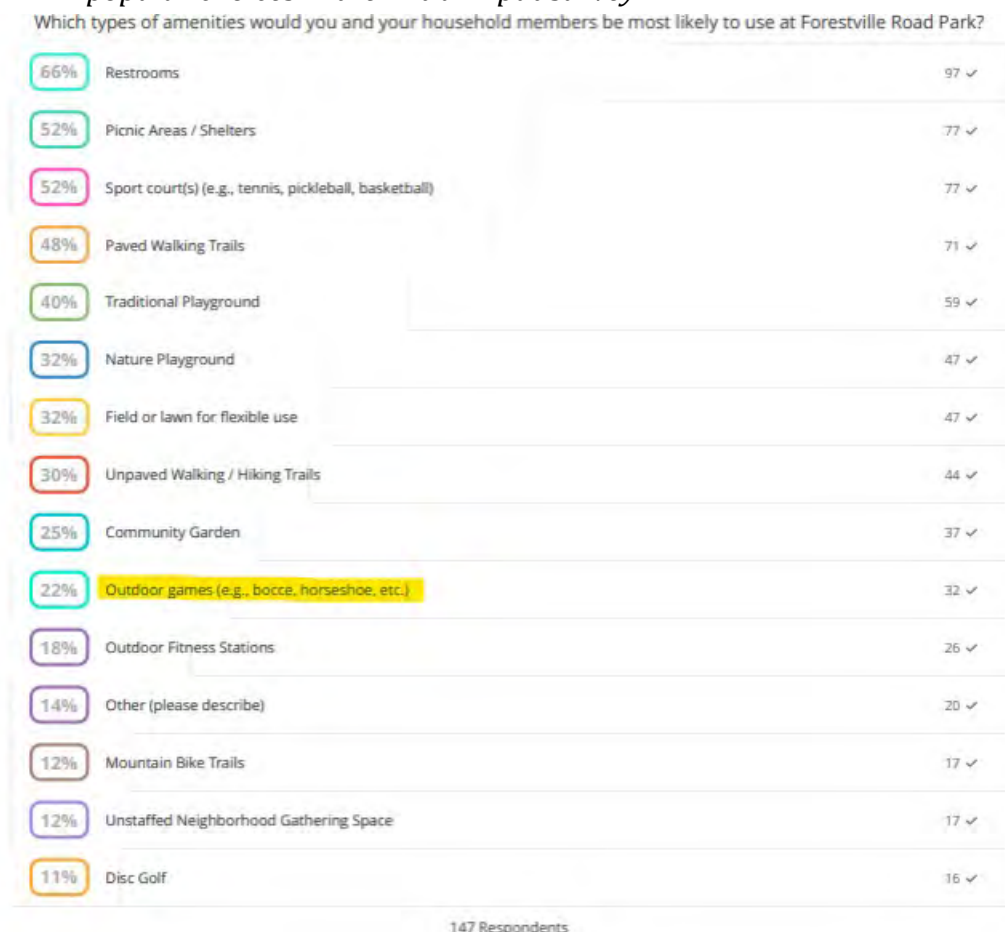 Which types of amenities would you and your household members be most likely to use at Forestville Road Park?
66% Restrooms 97 ✓
52% Picnic Areas / Shelters 77 ✓
52% Sport court(s) (e.g., tennis, pickleball, basketball) 77 ✓
48% Paved Walking Trails 71 ✓
40% Traditional Playground 59 ✓
32% Nature Playground 47 ✓
32% Field or lawn for flexible use 47 ✓
30% Unpaved Walking / Hiking Trails 44 ✓
25% Community Garden 37 ✓
22% Outdoor games (e.g., bocce, horseshoe, etc.) 32 ✓
18% Outdoor Fitness Stations 26 ✓
14% Other (please describe) 20 ✓
12% Mountain Bike Trails 17 ✓
12% Unstaffed Neighborhood Gathering Space 17 ✓
11% Disc Golf 16 ✓
147 Respondents